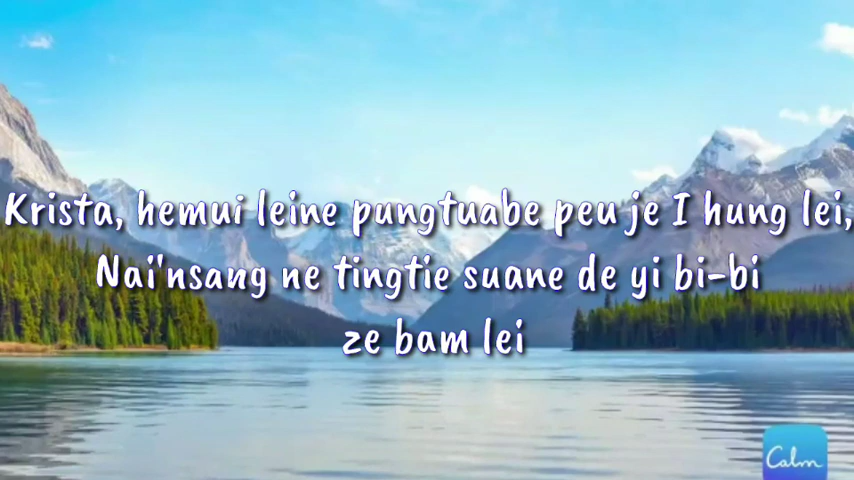 Krista, hemui leine pungtuabe peu je I hung lei,
Nai'nsang ne tingtie suane de yi bi-bi
ze bam lei
Calm